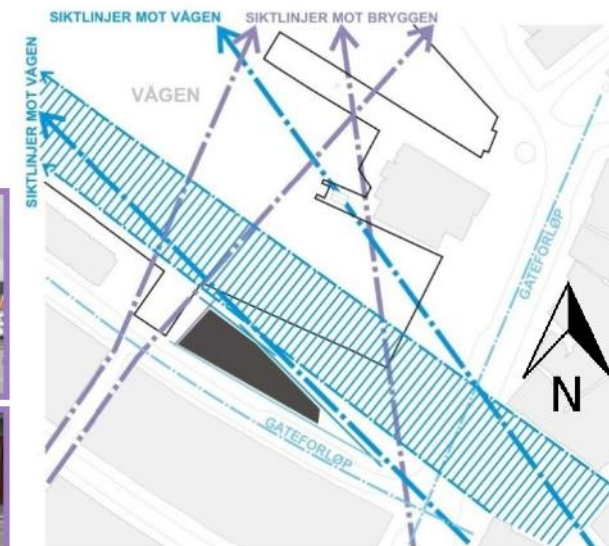 SIKTLINJER MOT VÅGEN
SIKTLINJER MOT BRYGGEN
SIKTLINJER MOT VÅGEN
VÅGEN
GATEFORLØP
N
GATEFORLØP